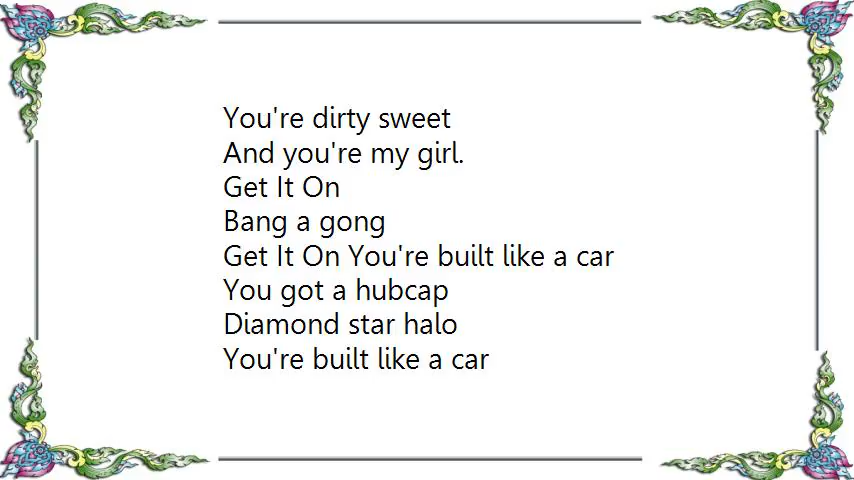 You're dirty sweet
And you're my girl.
Get It On
Bang a gong
Get It On You're built like a car
You got a hubcap
Diamond star halo
You're built like a car